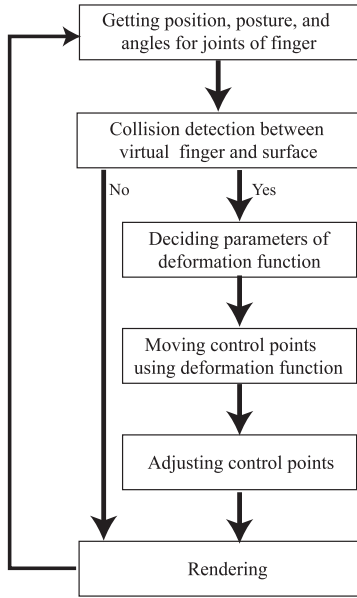 Getting position, posture, and
angles for joints of finger
Collision detection between
virtual finger and surface
No
Yes
Deciding parameters of
deformation function
Moving control points
using deformation function
Adjusting control points
Rendering